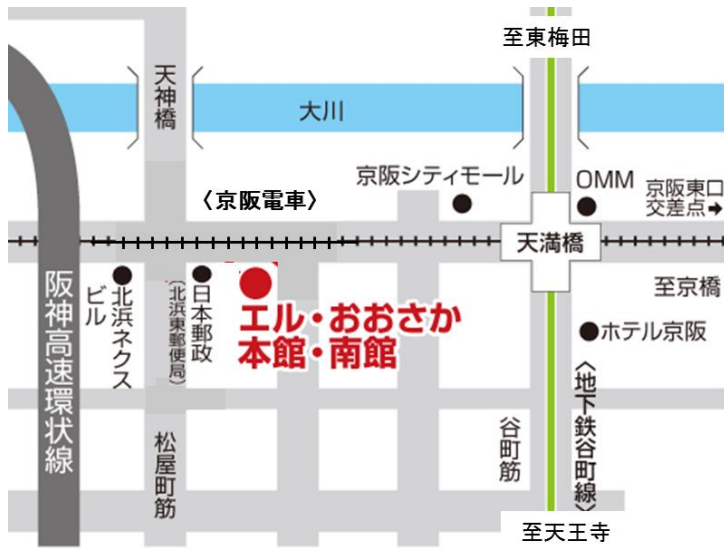 至東梅田
天神橋
大川
京阪シティモール
OMM
京阪東口
交差点➡
〈京阪電車〉
天満橋
至京橋
阪神高速環状線
北浜ネクス
ビル
日本郵政
(北浜東郵便局)
エル・おおさか
本館・南館
ホテル京阪
〈地下鉄谷町線〉
谷町筋
松屋町筋
至天王寺